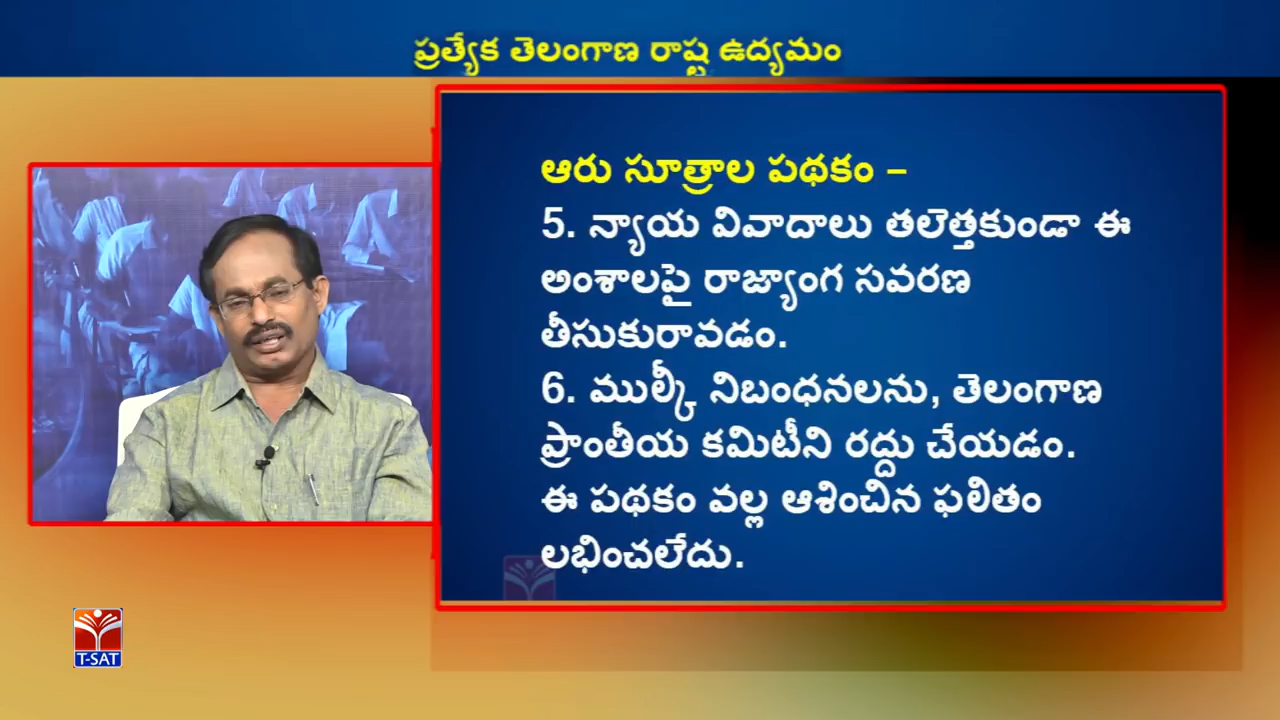 ప్రత్యేక తెలంగాణ రాష్ట ఉద్యమం
ఆరు సూత్రాల పథకం –
5. న్యాయ వివాదాలు తలెత్తకుండా ఈ
అంశాలపై రాజ్యాంగ సవరణ
తీసుకురావడం.
6. ముల్కీ నిబంధనలను, తెలంగాణ
ప్రాంతీయ కమిటీని రద్దు చేయడం.
ఈ పథకం వల్ల ఆశించిన ఫలితం
లభించలేదు.
T-SAT